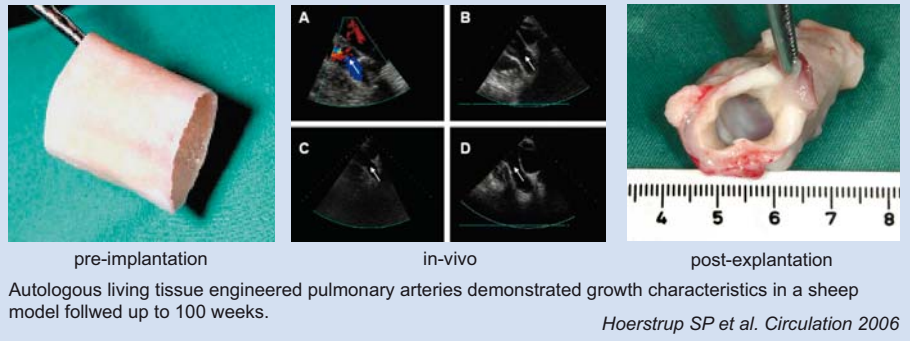 A
B
C
D
4 5 6 7 8
pre-implantation
in-vivo
post-explantation
Autologous living tissue engineered pulmonary arteries demonstrated growth characteristics in a sheep
model follwed up to 100 weeks.
Hoerstrup SP et al. Circulation 2006